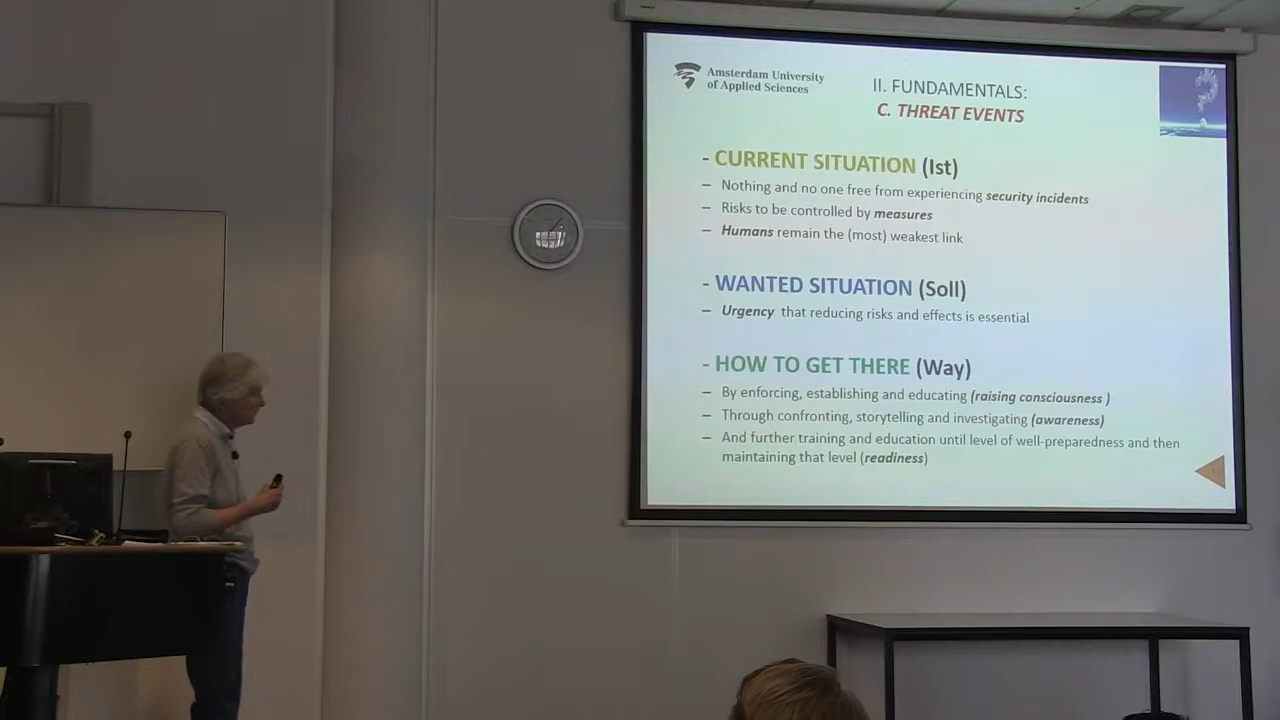 Amsterdam University
of Applied Sciences
II. FUNDAMENTALS:
C. THREAT EVENTS
- CURRENT SITUATION (Ist)
– Nothing and no one free from experiencing security incidents
– Risks to be controlled by measures
– Humans remain the (most) weakest link
- WANTED SITUATION (Soll)
– Urgency that reducing risks and effects is essential
- HOW TO GET THERE (Way)
– By enforcing, establishing and educating (raising consciousness )
– Through confronting, storytelling and investigating (awareness)
– And further training and education until level of well-preparedness and then
maintaining that level (readiness)